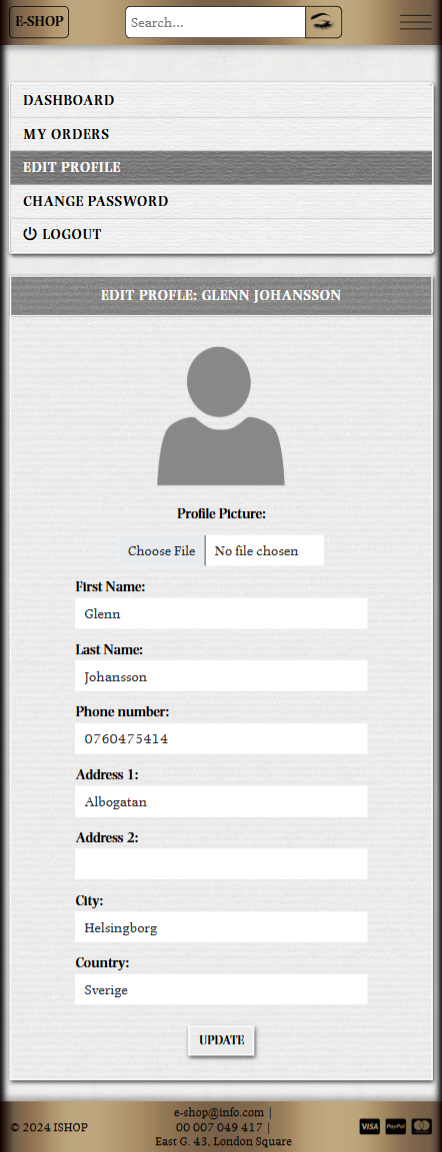 E-SHOP
Search...
DASHBOARD
MY ORDERS
EDIT PROFILE
CHANGE PASSWORD
LOGOUT
EDIT PROFLE: GLENN JOHANSSON
Profile Picture:
Choose File No file chosen
First Name:
Glenn
Last Name:
Johansson
Phone number:
0760475414
Address 1:
Albogatan
Address 2:
City:
Helsingborg
Country:
Sverige
UPDATE
e-shop@info.com |
© 2024 ISHOP
00 007 049 417 |
East G. 43, London Square
VISA PayPal